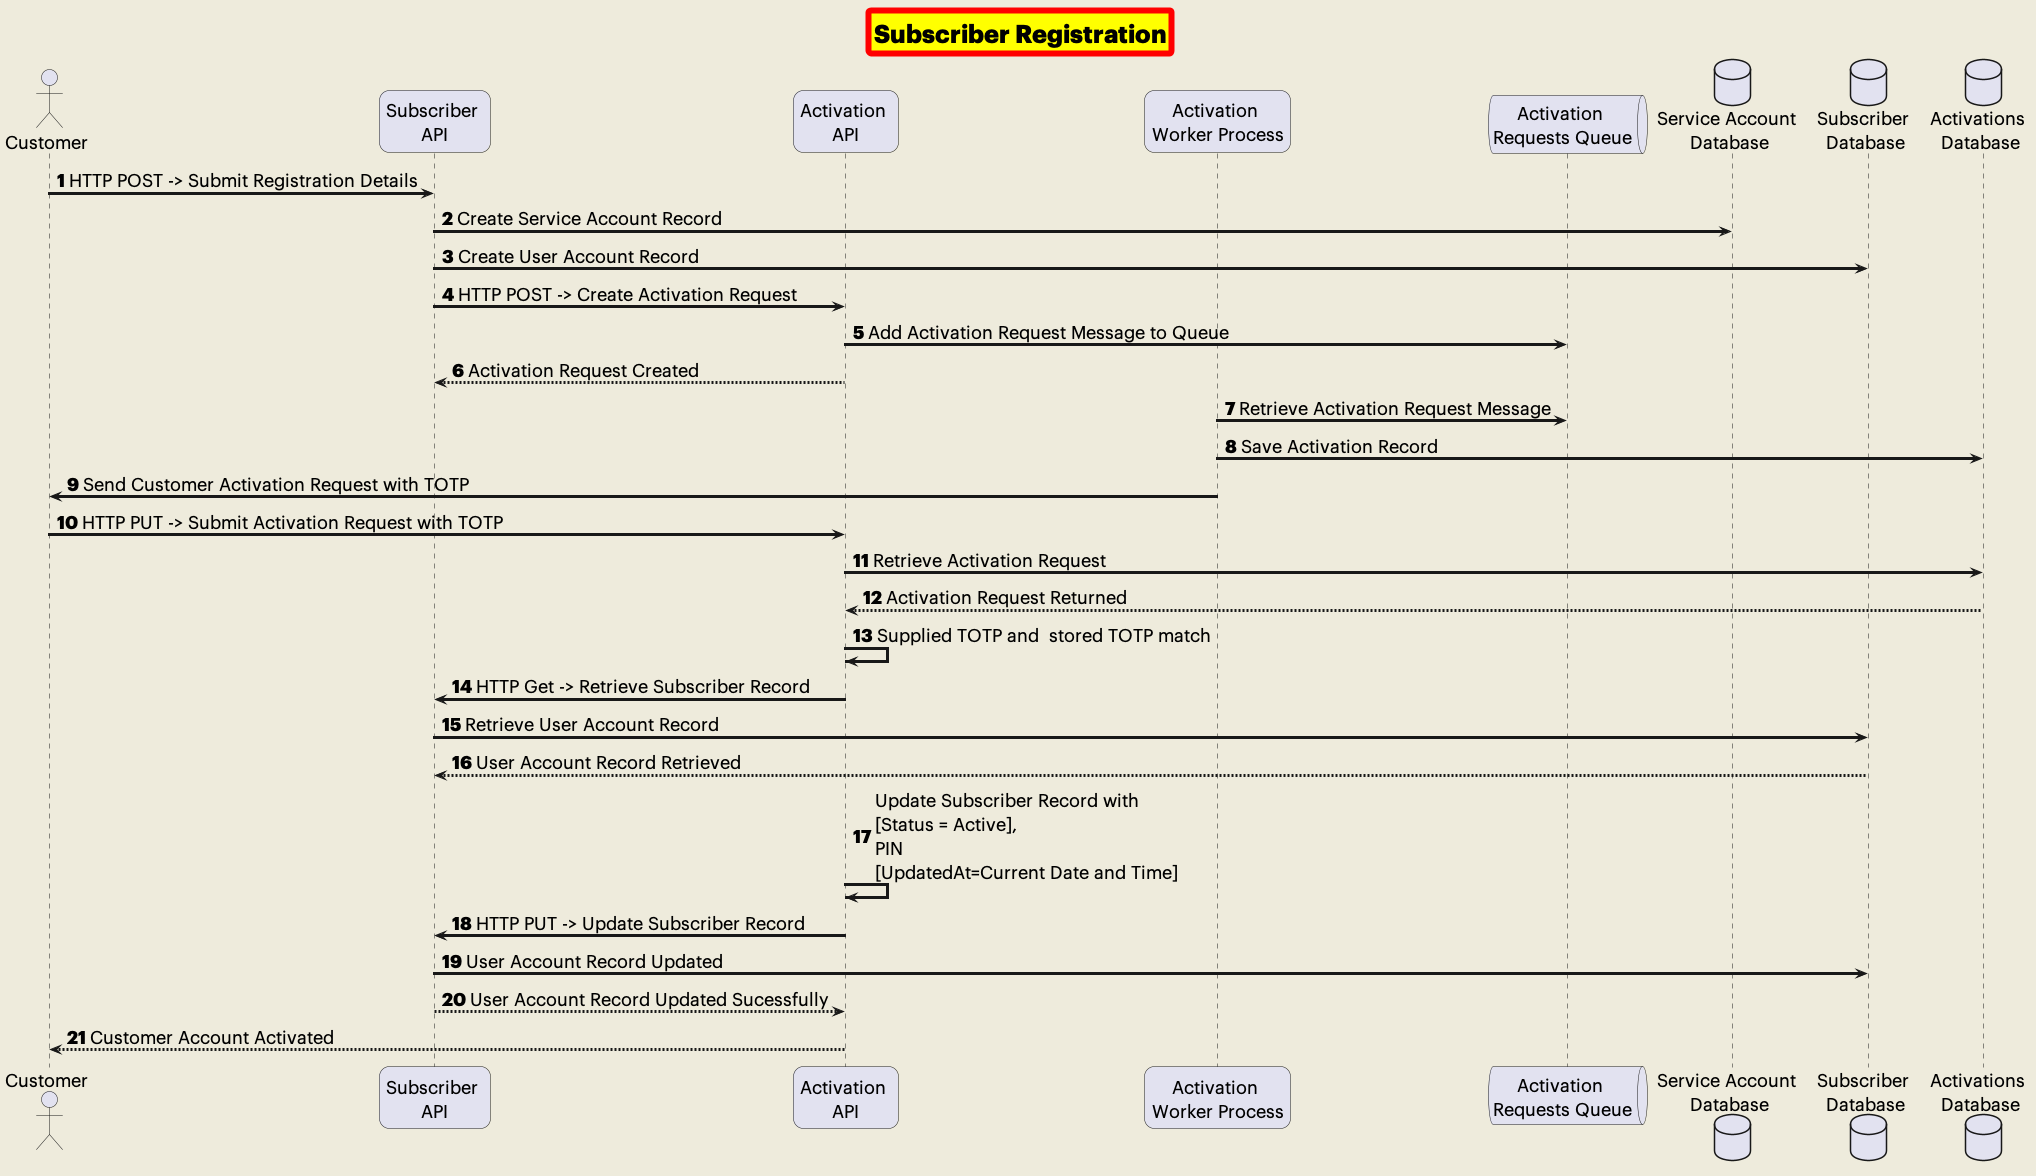 Subscriber Registration
Customer
Subscriber
API
Activation
API
Activation
Worker Process
Activation
Requests Queue
Service Account
Database
Subscriber
Database
Activations
Database
1 HTTP POST -> Submit Registration Details
2 Create Service Account Record
3 Create User Account Record
4 HTTP POST -> Create Activation Request
5 Add Activation Request Message to Queue
6 Activation Request Created
7 Retrieve Activation Request Message
8 Save Activation Record
9 Send Customer Activation Request with TOTP
10 HTTP PUT -> Submit Activation Request with TOTP
11 Retrieve Activation Request
12 Activation Request Returned
13 Supplied TOTP and  stored TOTP match
14 HTTP Get -> Retrieve Subscriber Record
15 Retrieve User Account Record
16 User Account Record Retrieved
17 Update Subscriber Record with
[Status = Active],
PIN
[UpdatedAt=Current Date and Time]
18 HTTP PUT -> Update Subscriber Record
19 User Account Record Updated
20 User Account Record Updated Sucessfully
21 Customer Account Activated
Customer
Subscriber
API
Activation
API
Activation
Worker Process
Activation
Requests Queue
Service Account
Database
Subscriber
Database
Activations
Database